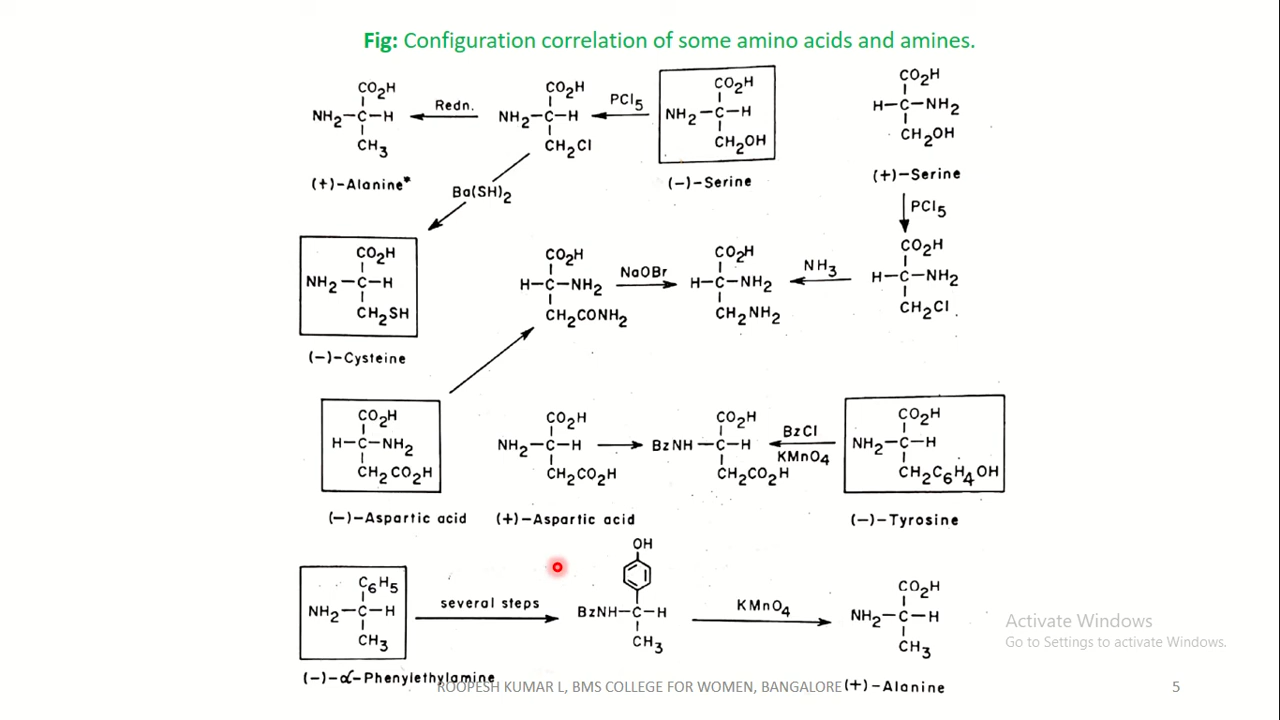 Fig: Configuration correlation of some amino acids and amines.
CO₂H
NH₂–C–H
CH₃
(+)-Alanine*
Redn.
CO₂H
NH₂–C–H
CH₂Cl
PCl₅
CO₂H
NH₂–C–H
CH₂OH
(–)-Serine
CO₂H
H–C–NH₂
CH₂OH
(+)-Serine
Ba(SH)₂
PCl₅
CO₂H
NH₂–C–H
CH₂SH
(–)-Cysteine
CO₂H
H–C–NH₂
CH₂CONH₂
NaOBr
CO₂H
H–C–NH₂
CH₂NH₂
NH₃
CO₂H
H–C–NH₂
CH₂Cl
CO₂H
H–C–NH₂
CH₂CO₂H
(–)-Aspartic acid
CO₂H
NH₂–C–H
CH₂CO₂H
(+)-Aspartic acid
CO₂H
BzNH–C–H
CH₂CO₂H
BzCl
KMnO₄
CO₂H
NH₂–C–H
CH₂C₆H₄OH
(–)-Tyrosine
C₆H₅
NH₂–C–H
CH₃
(–)-α-Phenylethylamine
several steps
OH
BzNH–C–H
CH₃
KMnO₄
CO₂H
NH₂–C–H
CH₃
(+)-Alanine
Activate Windows
Go to Settings to activate Windows.
ROOPESH KUMAR L, BMS COLLEGE FOR WOMEN, BANGALORE
5